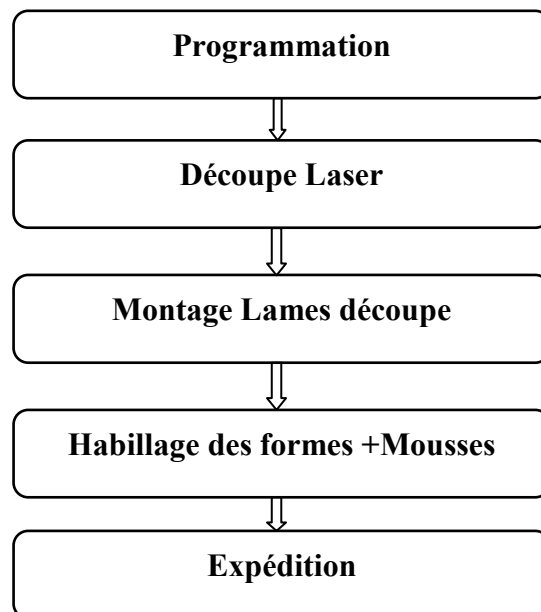 Programmation
Découpe Laser
Montage Lames découpe
Habillage des formes +Mousses
Expédition